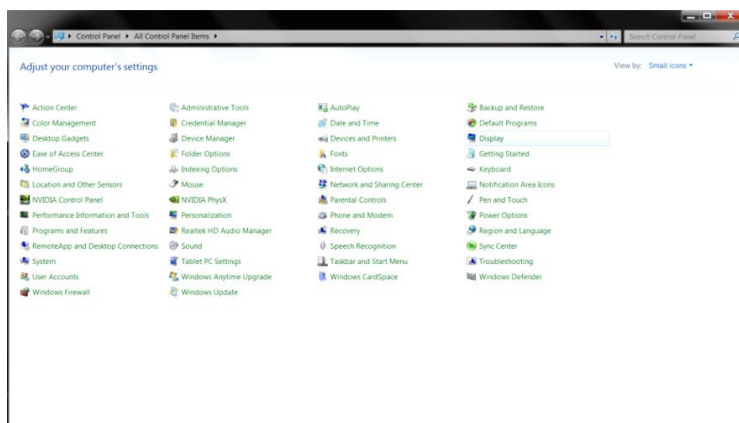 Control Panel ▸ All Control Panel Items ▸ Search Control Panel
Adjust your computer's settings View by: Small icons
Action Center Administrative Tools AutoPlay Backup and Restore
Color Management Credential Manager Date and Time Default Programs
Desktop Gadgets Device Manager Devices and Printers Display
Ease of Access Center Folder Options Fonts Getting Started
HomeGroup Indexing Options Internet Options Keyboard
Location and Other Sensors Mouse Network and Sharing Center Notification Area Icons
NVIDIA Control Panel NVIDIA PhysX Parental Controls Pen and Touch
Performance Information and Tools Personalization Phone and Modem Power Options
Programs and Features Realtek HD Audio Manager Recovery Region and Language
RemoteApp and Desktop Connections Sound Speech Recognition Sync Center
System Tablet PC Settings Taskbar and Start Menu Troubleshooting
User Accounts Windows Anytime Upgrade Windows CardSpace Windows Defender
Windows Firewall Windows Update